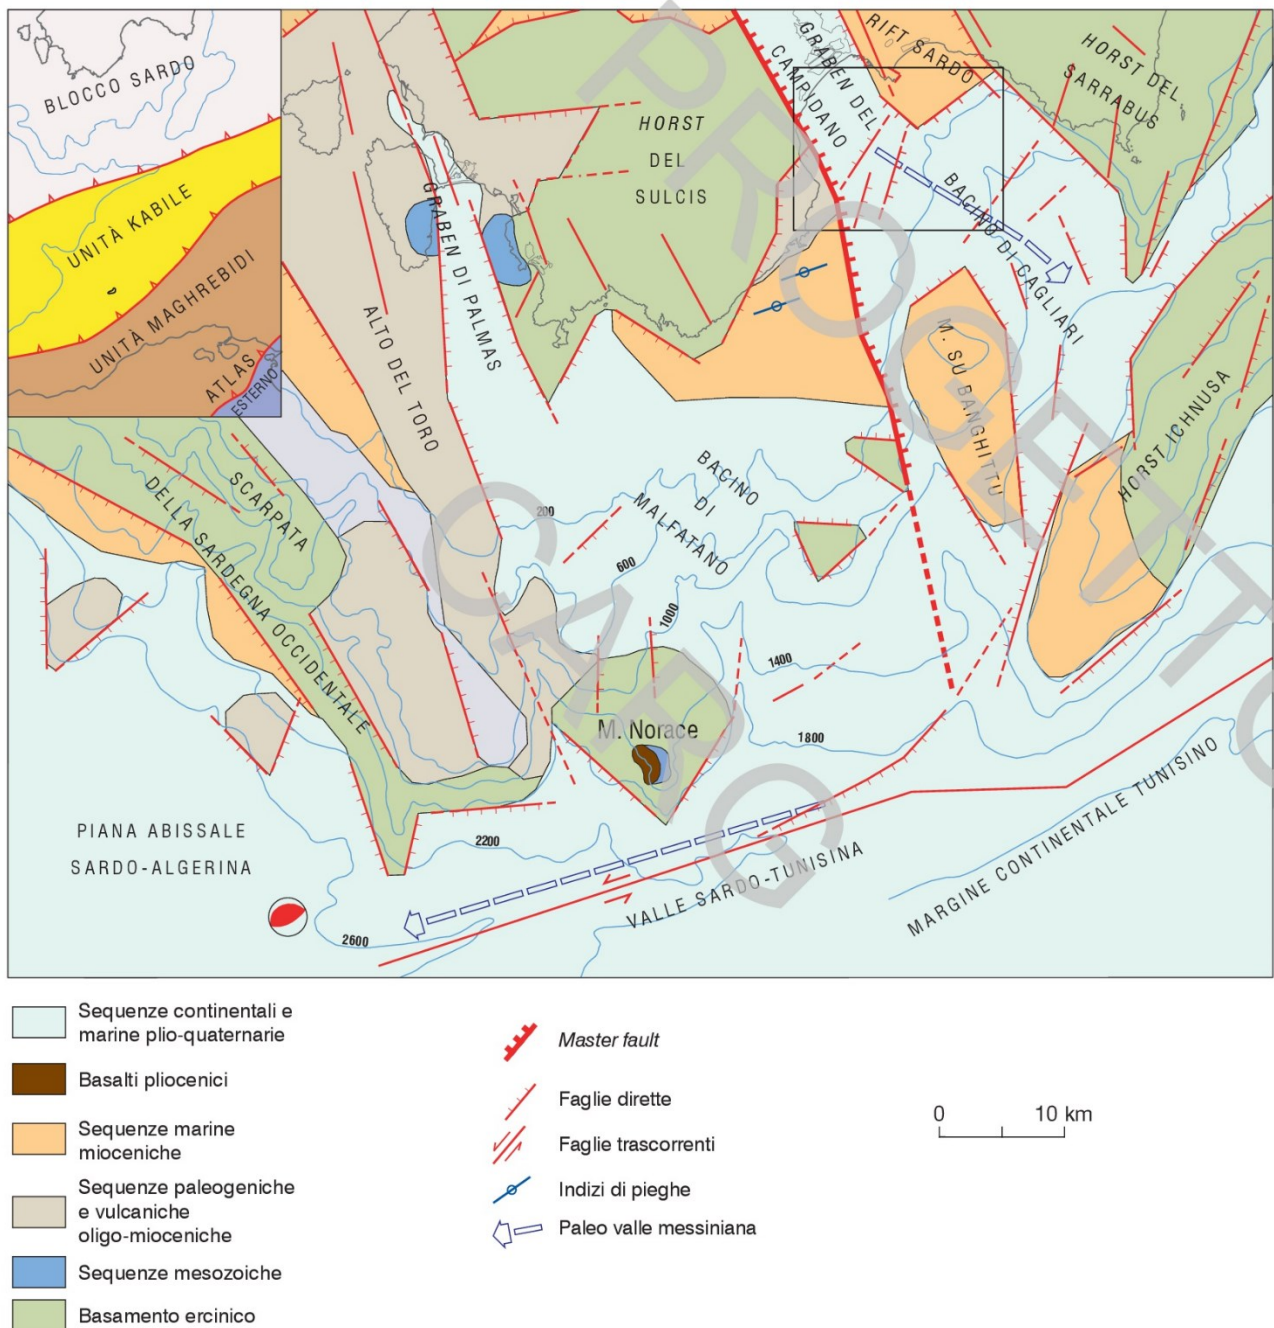 BLOCCO SARDO
UNITÀ KABILE
UNITÀ MAGHREBIDI
ATLAS
ESTERNO
GRABEN DEL
CAMPIDANO
RIFT SARDO
HORST DEL
SARRABUS
HORST
DEL
SULCIS
GRABEN DI PALMAS
ALTO DEL TORO
BACINO DI CAGLIARI
M. SU BANGHITTU
HORST ICHNUSA
SCARPATA
DELLA SARDEGNA OCCIDENTALE
BACINO
DI
MALFATANO
200
600
1000
1400
1800
2200
2600
M. Norace
PIANA ABISSALE
SARDO-ALGERINA
VALLE SARDO-TUNISINA
MARGINE CONTINENTALE TUNISINO
PROGETTO
CARG
Sequenze continentali e
marine plio-quaternarie
Basalti pliocenici
Sequenze marine
mioceniche
Sequenze paleogeniche
e vulcaniche
oligo-mioceniche
Sequenze mesozoiche
Basamento ercinico
Master fault
Faglie dirette
Faglie trascorrenti
Indizi di pieghe
Paleo valle messiniana
0 10 km